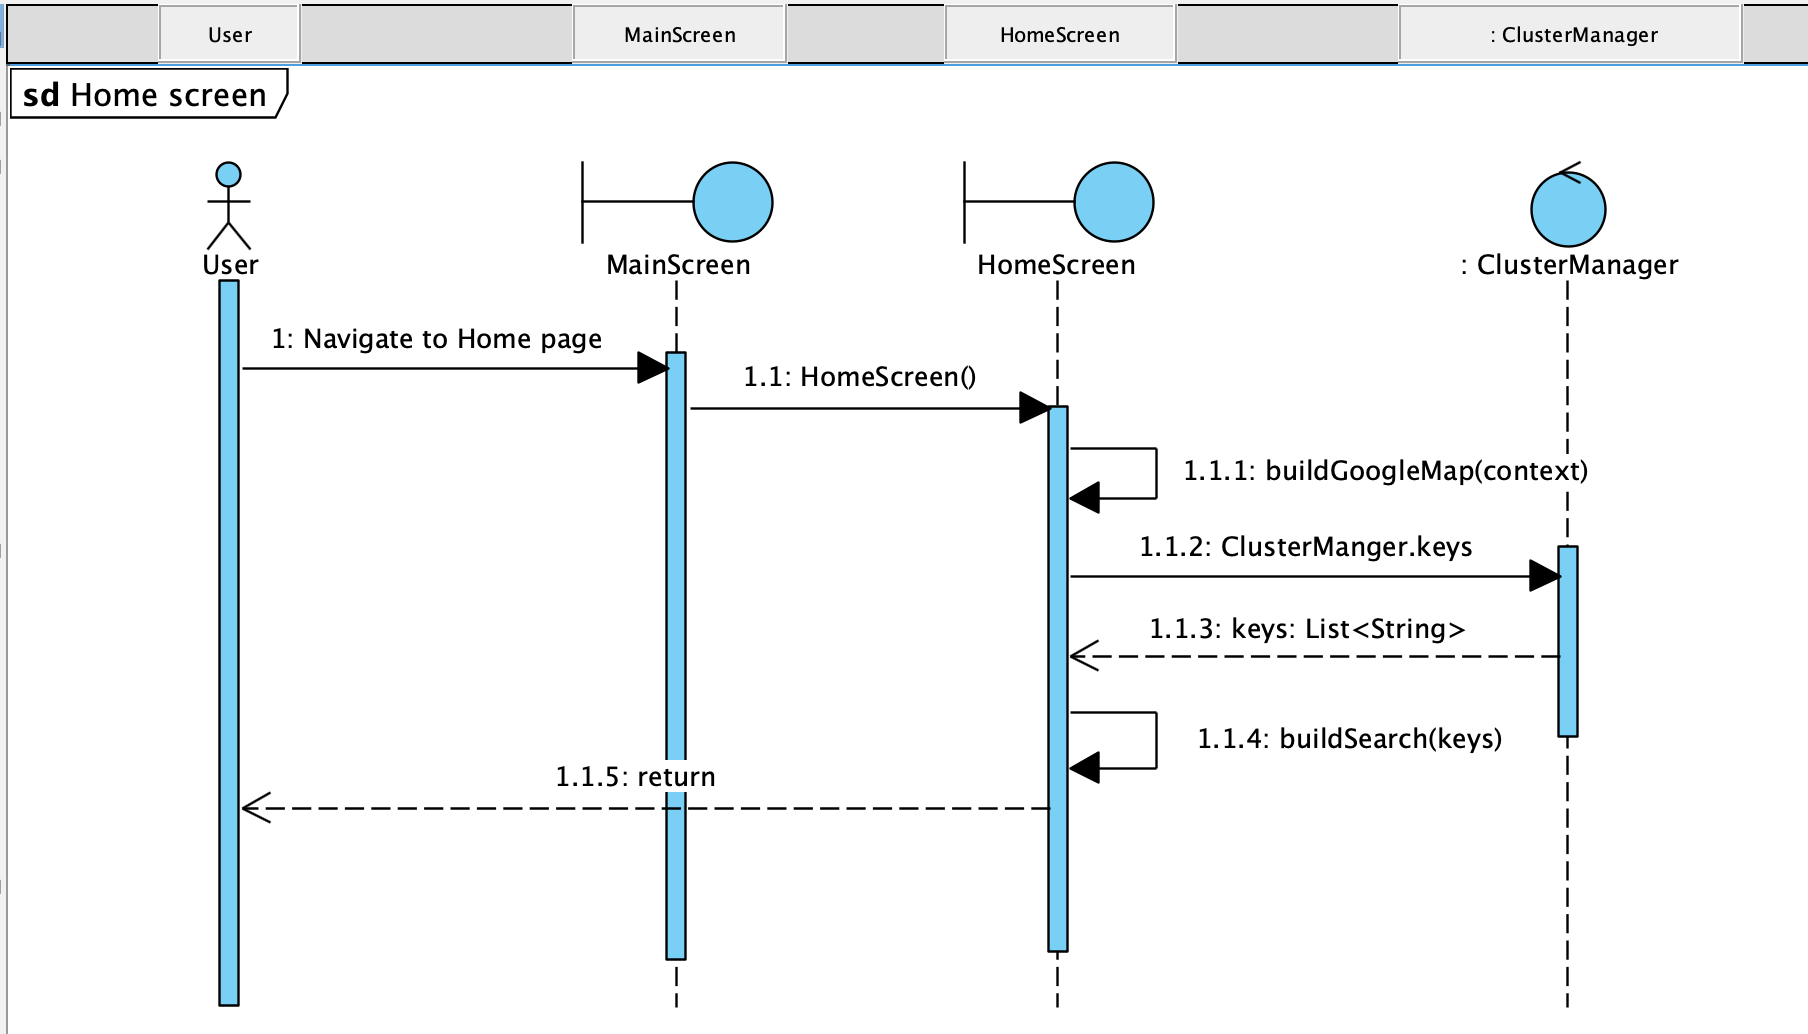 User
MainScreen
HomeScreen
: ClusterManager
sd Home screen
User
MainScreen
HomeScreen
: ClusterManager
1: Navigate to Home page
1.1: HomeScreen()
1.1.1: buildGoogleMap(context)
1.1.2: ClusterManger.keys
1.1.3: keys: List<String>
1.1.4: buildSearch(keys)
1.1.5: return